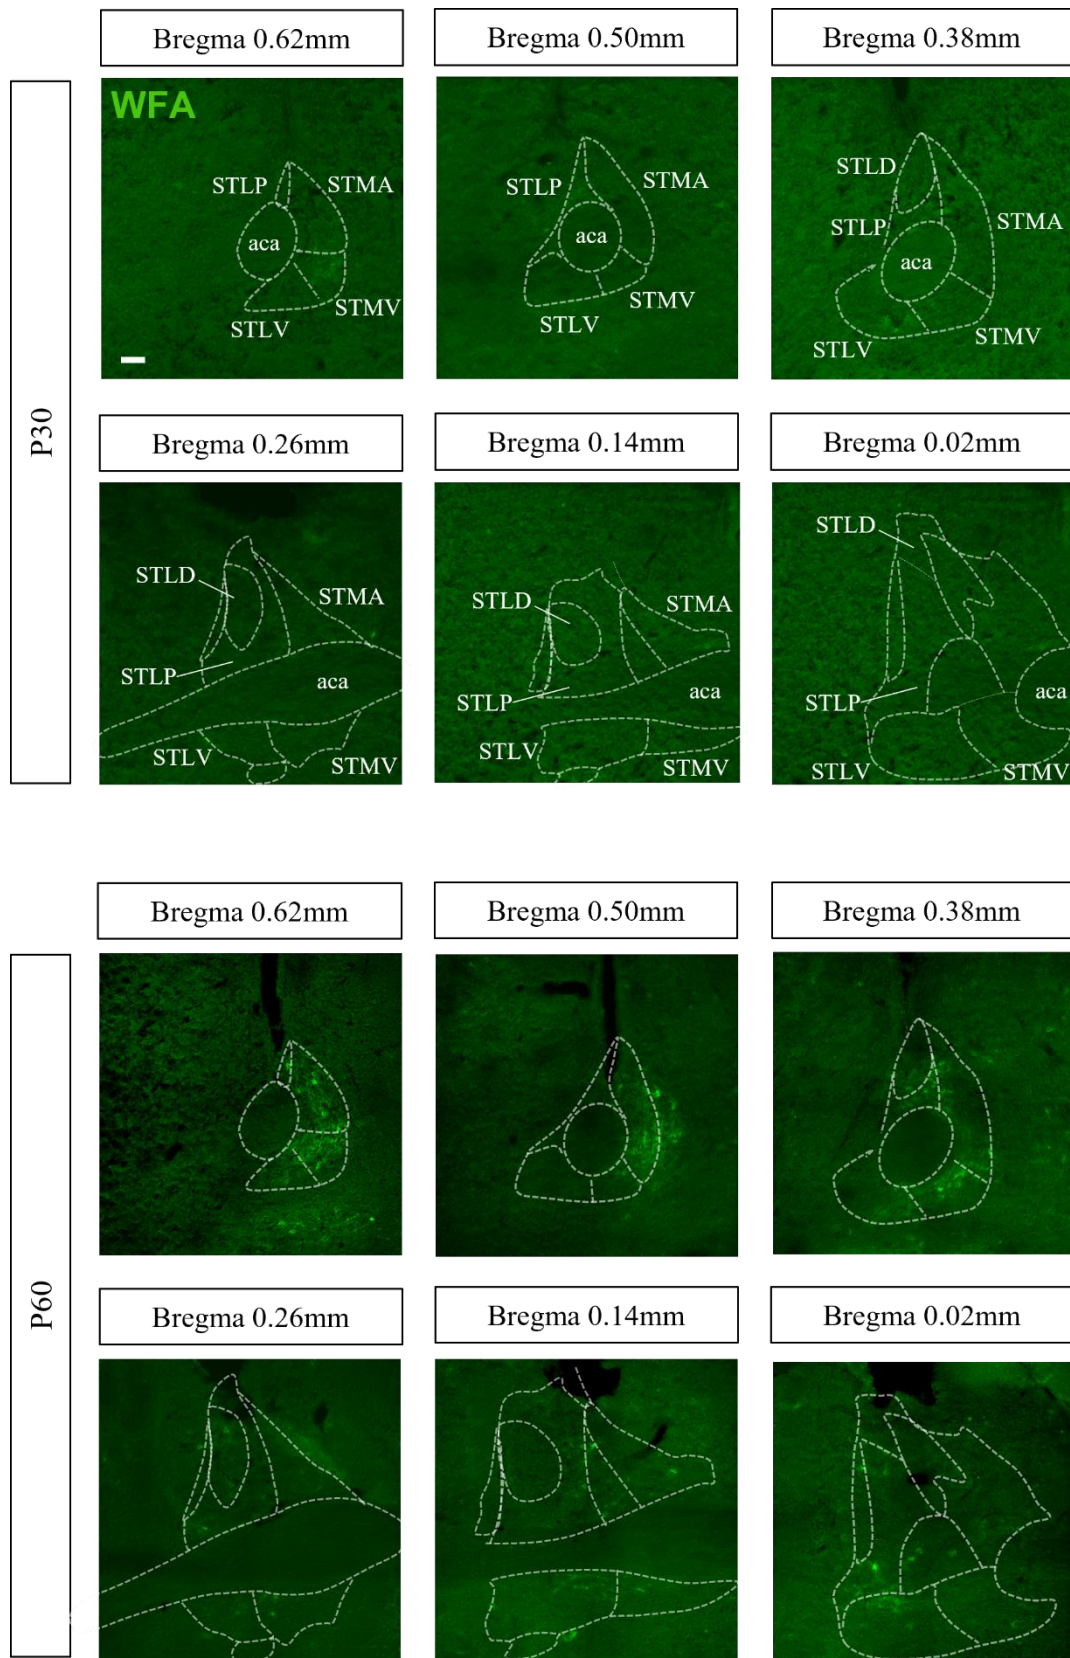 Bregma 0.62mm
Bregma 0.50mm
Bregma 0.38mm
P30
WFA
STLP
STMA
aca
STLV
STMV
STLP
STMA
aca
STLV
STMV
STLD
STLP
STMA
aca
STLV
STMV
Bregma 0.26mm
Bregma 0.14mm
Bregma 0.02mm
STLD
STMA
STLP
aca
STLV
STMV
STLD
STMA
STLP
aca
STLV
STMV
STLD
STLP
aca
STLV
STMV
P60
Bregma 0.62mm
Bregma 0.50mm
Bregma 0.38mm
Bregma 0.26mm
Bregma 0.14mm
Bregma 0.02mm